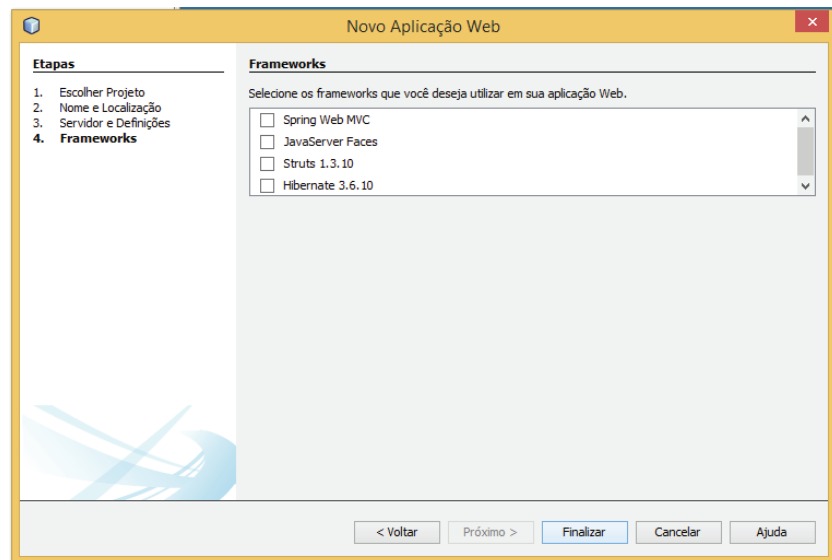 Novo Aplicação Web
Etapas
1. Escolher Projeto
2. Nome e Localização
3. Servidor e Definições
4. Frameworks
Frameworks
Selecione os frameworks que você deseja utilizar em sua aplicação Web.
Spring Web MVC
JavaServer Faces
Struts 1.3.10
Hibernate 3.6.10
< Voltar
Próximo >
Finalizar
Cancelar
Ajuda